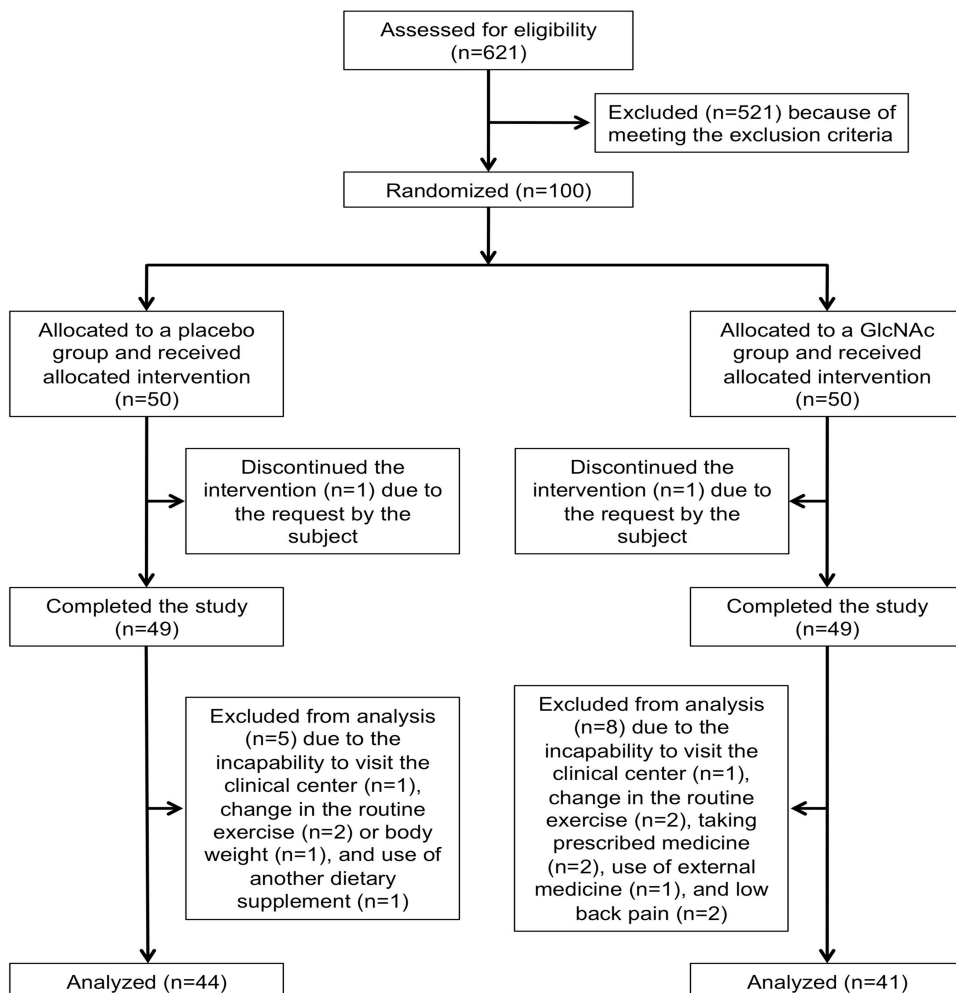 Assessed for eligibility
(n=621)
Excluded (n=521) because of
meeting the exclusion criteria
Randomized (n=100)
Allocated to a placebo
group and received
allocated intervention
(n=50)
Allocated to a GlcNAc
group and received
allocated intervention
(n=50)
Discontinued the
intervention (n=1) due to
the request by the
subject
Discontinued the
intervention (n=1) due to
the request by the
subject
Completed the study
(n=49)
Completed the study
(n=49)
Excluded from analysis
(n=5) due to the
incapability to visit the
clinical center (n=1),
change in the routine
exercise (n=2) or body
weight (n=1), and use of
another dietary
supplement (n=1)
Excluded from analysis
(n=8) due to the
incapability to visit the
clinical center (n=1),
change in the routine
exercise (n=2), taking
prescribed medicine
(n=2), use of external
medicine (n=1), and low
back pain (n=2)
Analyzed (n=44)
Analyzed (n=41)